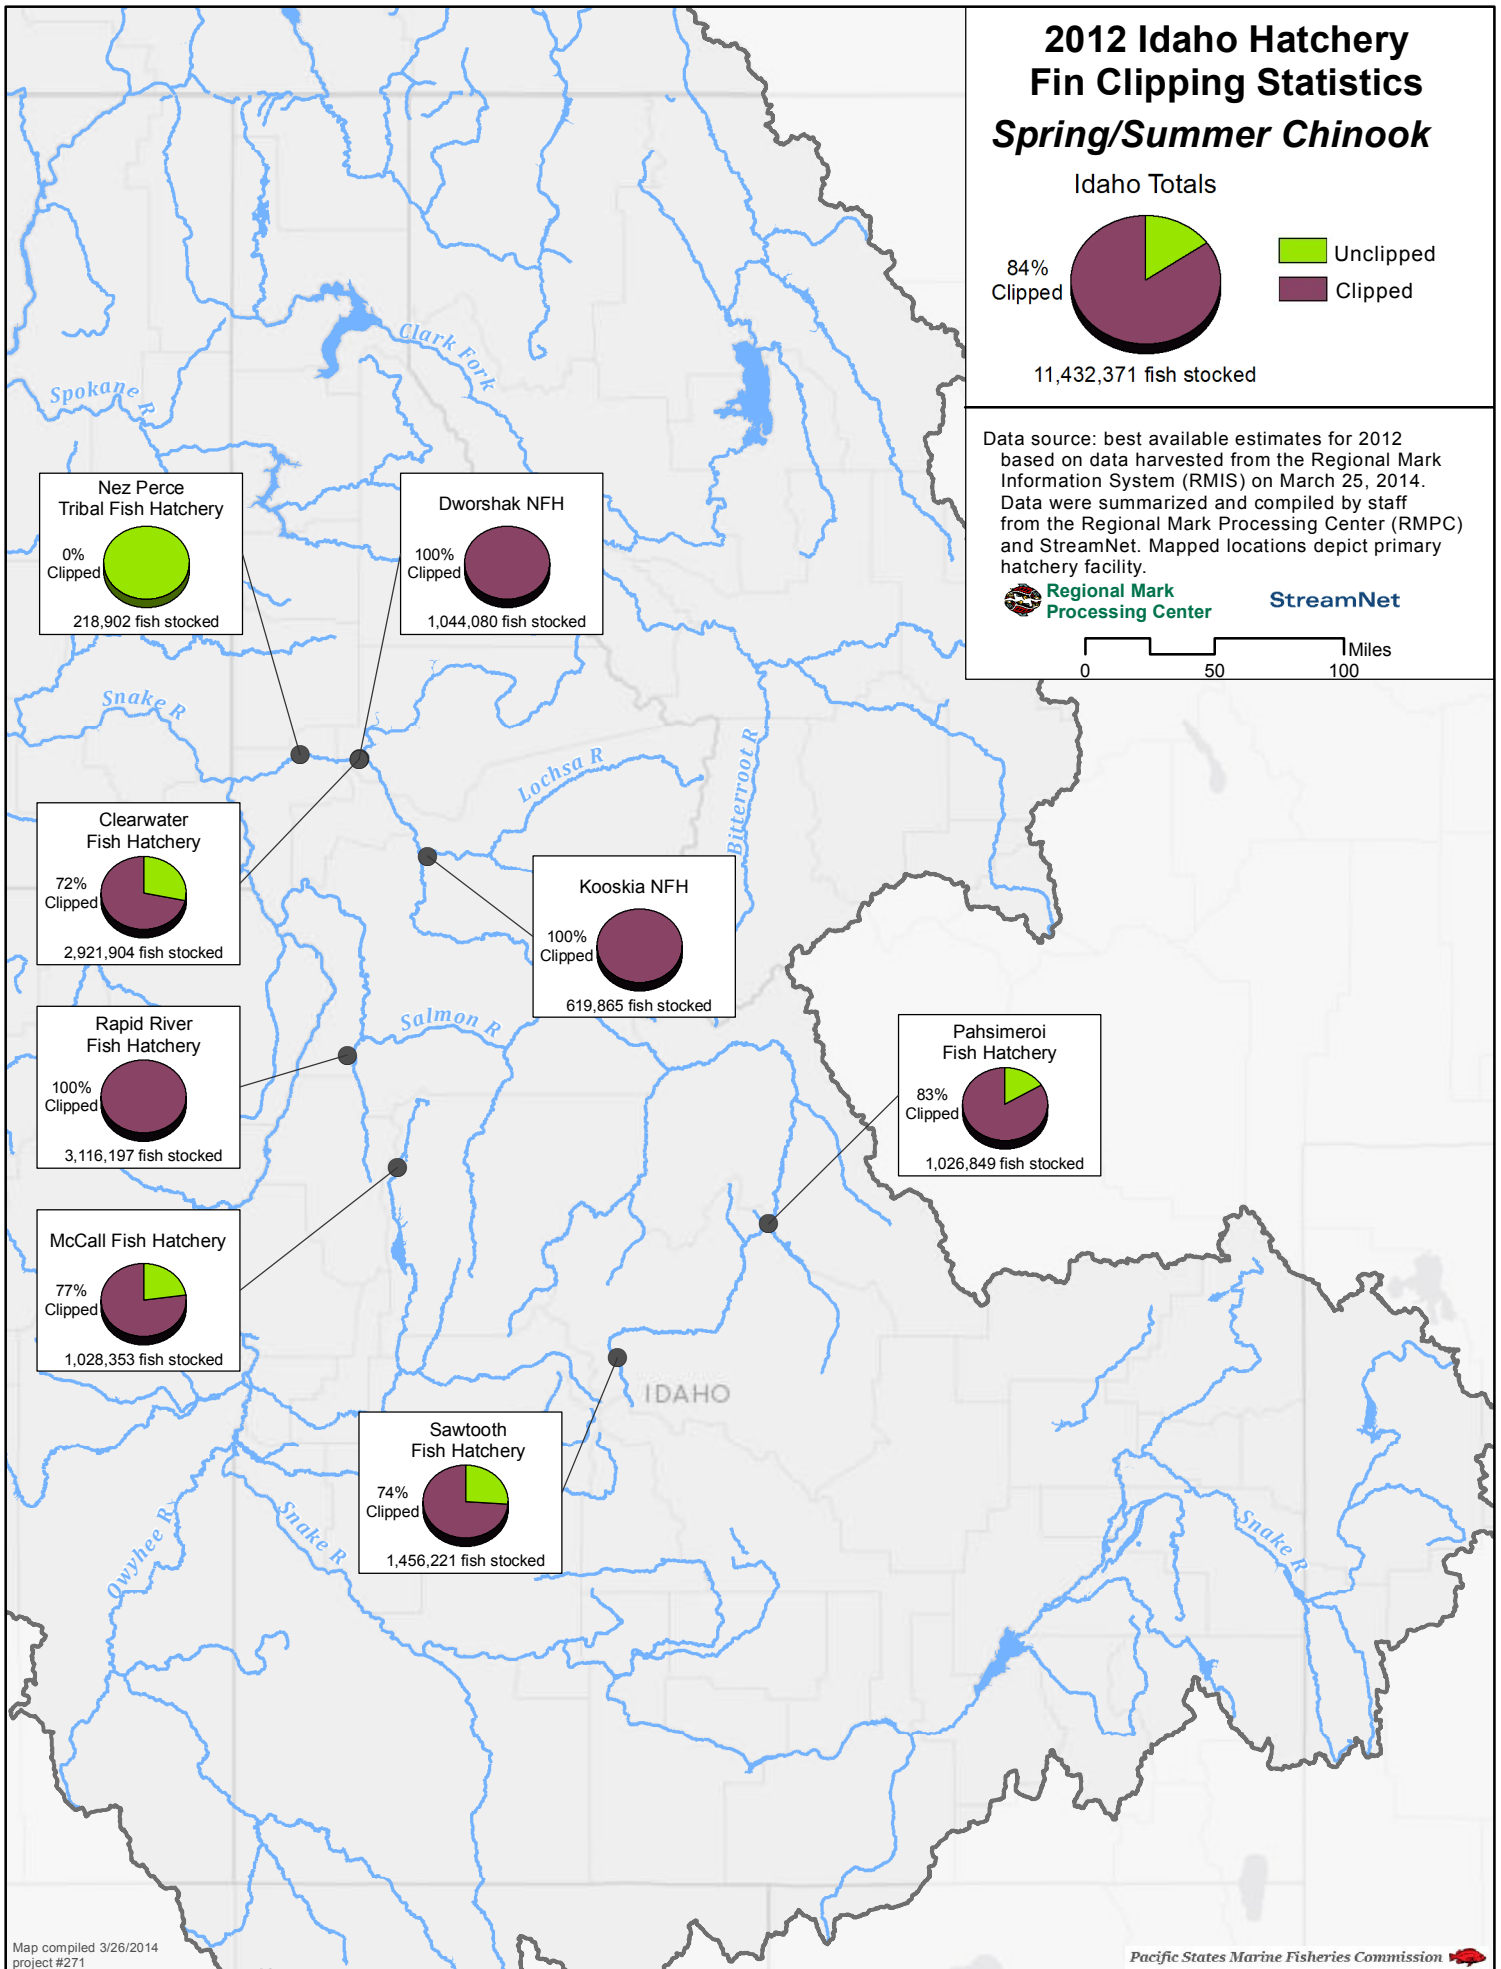 2012 Idaho Hatchery
Fin Clipping Statistics
Spring/Summer Chinook
Idaho Totals
84%
Clipped
Unclipped
Clipped
11,432,371 fish stocked
Data source: best available estimates for 2012
based on data harvested from the Regional Mark
Information System (RMIS) on March 25, 2014.
Data were summarized and compiled by staff
from the Regional Mark Processing Center (RMPC)
and StreamNet. Mapped locations depict primary
hatchery facility.
Regional Mark
Processing Center
StreamNet
Miles
0 50 100
Clark Fork
Spokane R
Nez Perce
Tribal Fish Hatchery
0%
Clipped
218,902 fish stocked
Dworshak NFH
100%
Clipped
1,044,080 fish stocked
Snake R
Lochsa R
Bitterroot R
Clearwater
Fish Hatchery
72%
Clipped
2,921,904 fish stocked
Kooskia NFH
100%
Clipped
619,865 fish stocked
Rapid River
Fish Hatchery
100%
Clipped
3,116,197 fish stocked
Salmon R
Pahsimeroi
Fish Hatchery
83%
Clipped
1,026,849 fish stocked
McCall Fish Hatchery
77%
Clipped
1,028,353 fish stocked
IDAHO
Sawtooth
Fish Hatchery
74%
Clipped
1,456,221 fish stocked
Owyhee R
Snake R
Snake R
Map compiled 3/26/2014
project #271
Pacific States Marine Fisheries Commission